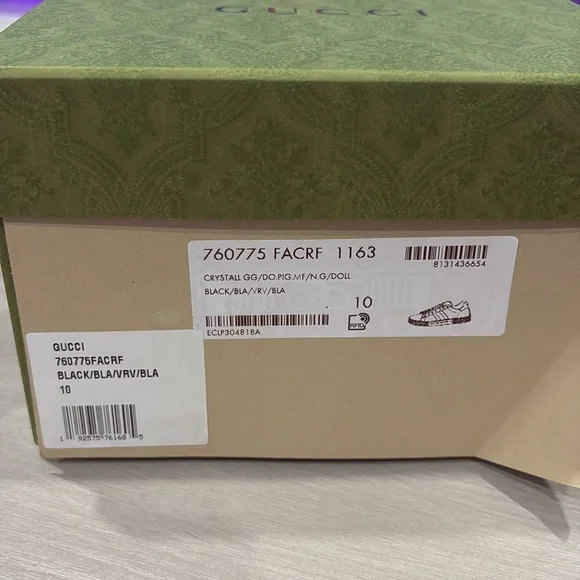 GUCCI
760775 FACRF 1163
8131436654
CRYSTALL GG/DO.PIG.MF/N.G/DOLL
BLACK/BLA/VRV/BLA
10
ECLP304818A
RFID
GUCCI
760775FACRF
BLACK/BLA/VRV/BLA
10
1 92575 76160 5